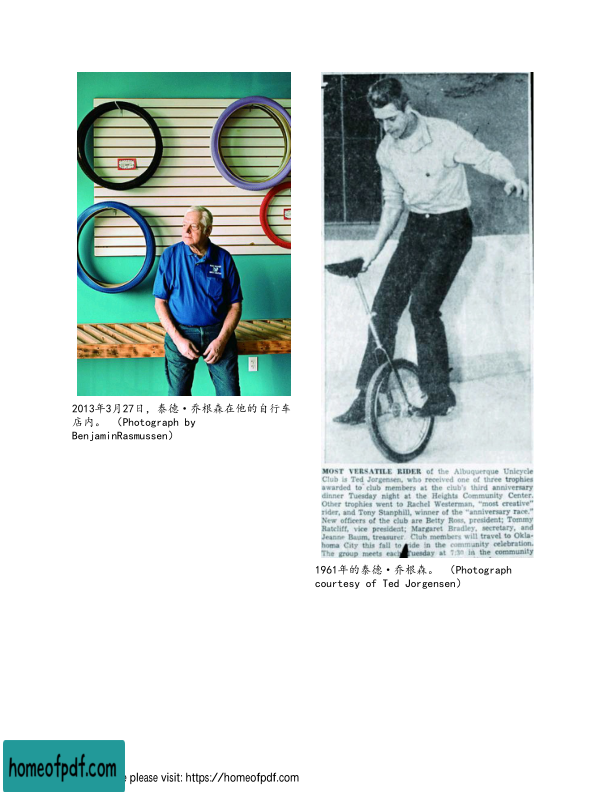 2013年3月27日，泰德·乔根森在他的自行车
店内。（Photograph by
BenjaminRasmussen）
MOST VERSATILE RIDER of the Albuquerque Unicycle
Club is Ted Jorgensen, who received one of three trophies
awarded to club members at the club's third anniversary
dinner Tuesday night at the Heights Community Center.
Other trophies went to Rachel Westerman, "most creative"
rider, and Tony Stanphill, winner of the "anniversary race."
New officers of the club are Betty Ross, president; Tommy
Ratcliff, vice president; Margaret Bradley, secretary, and
Jeanne Baum, treasurer. Club members will travel to Okla-
homa City this fall to ride in the community celebration.
The group meets each Tuesday at 7:30 in the community
1961年的泰德·乔根森。（Photograph
courtesy of Ted Jorgensen）
homeofpdf.com
please visit: https://homeofpdf.com